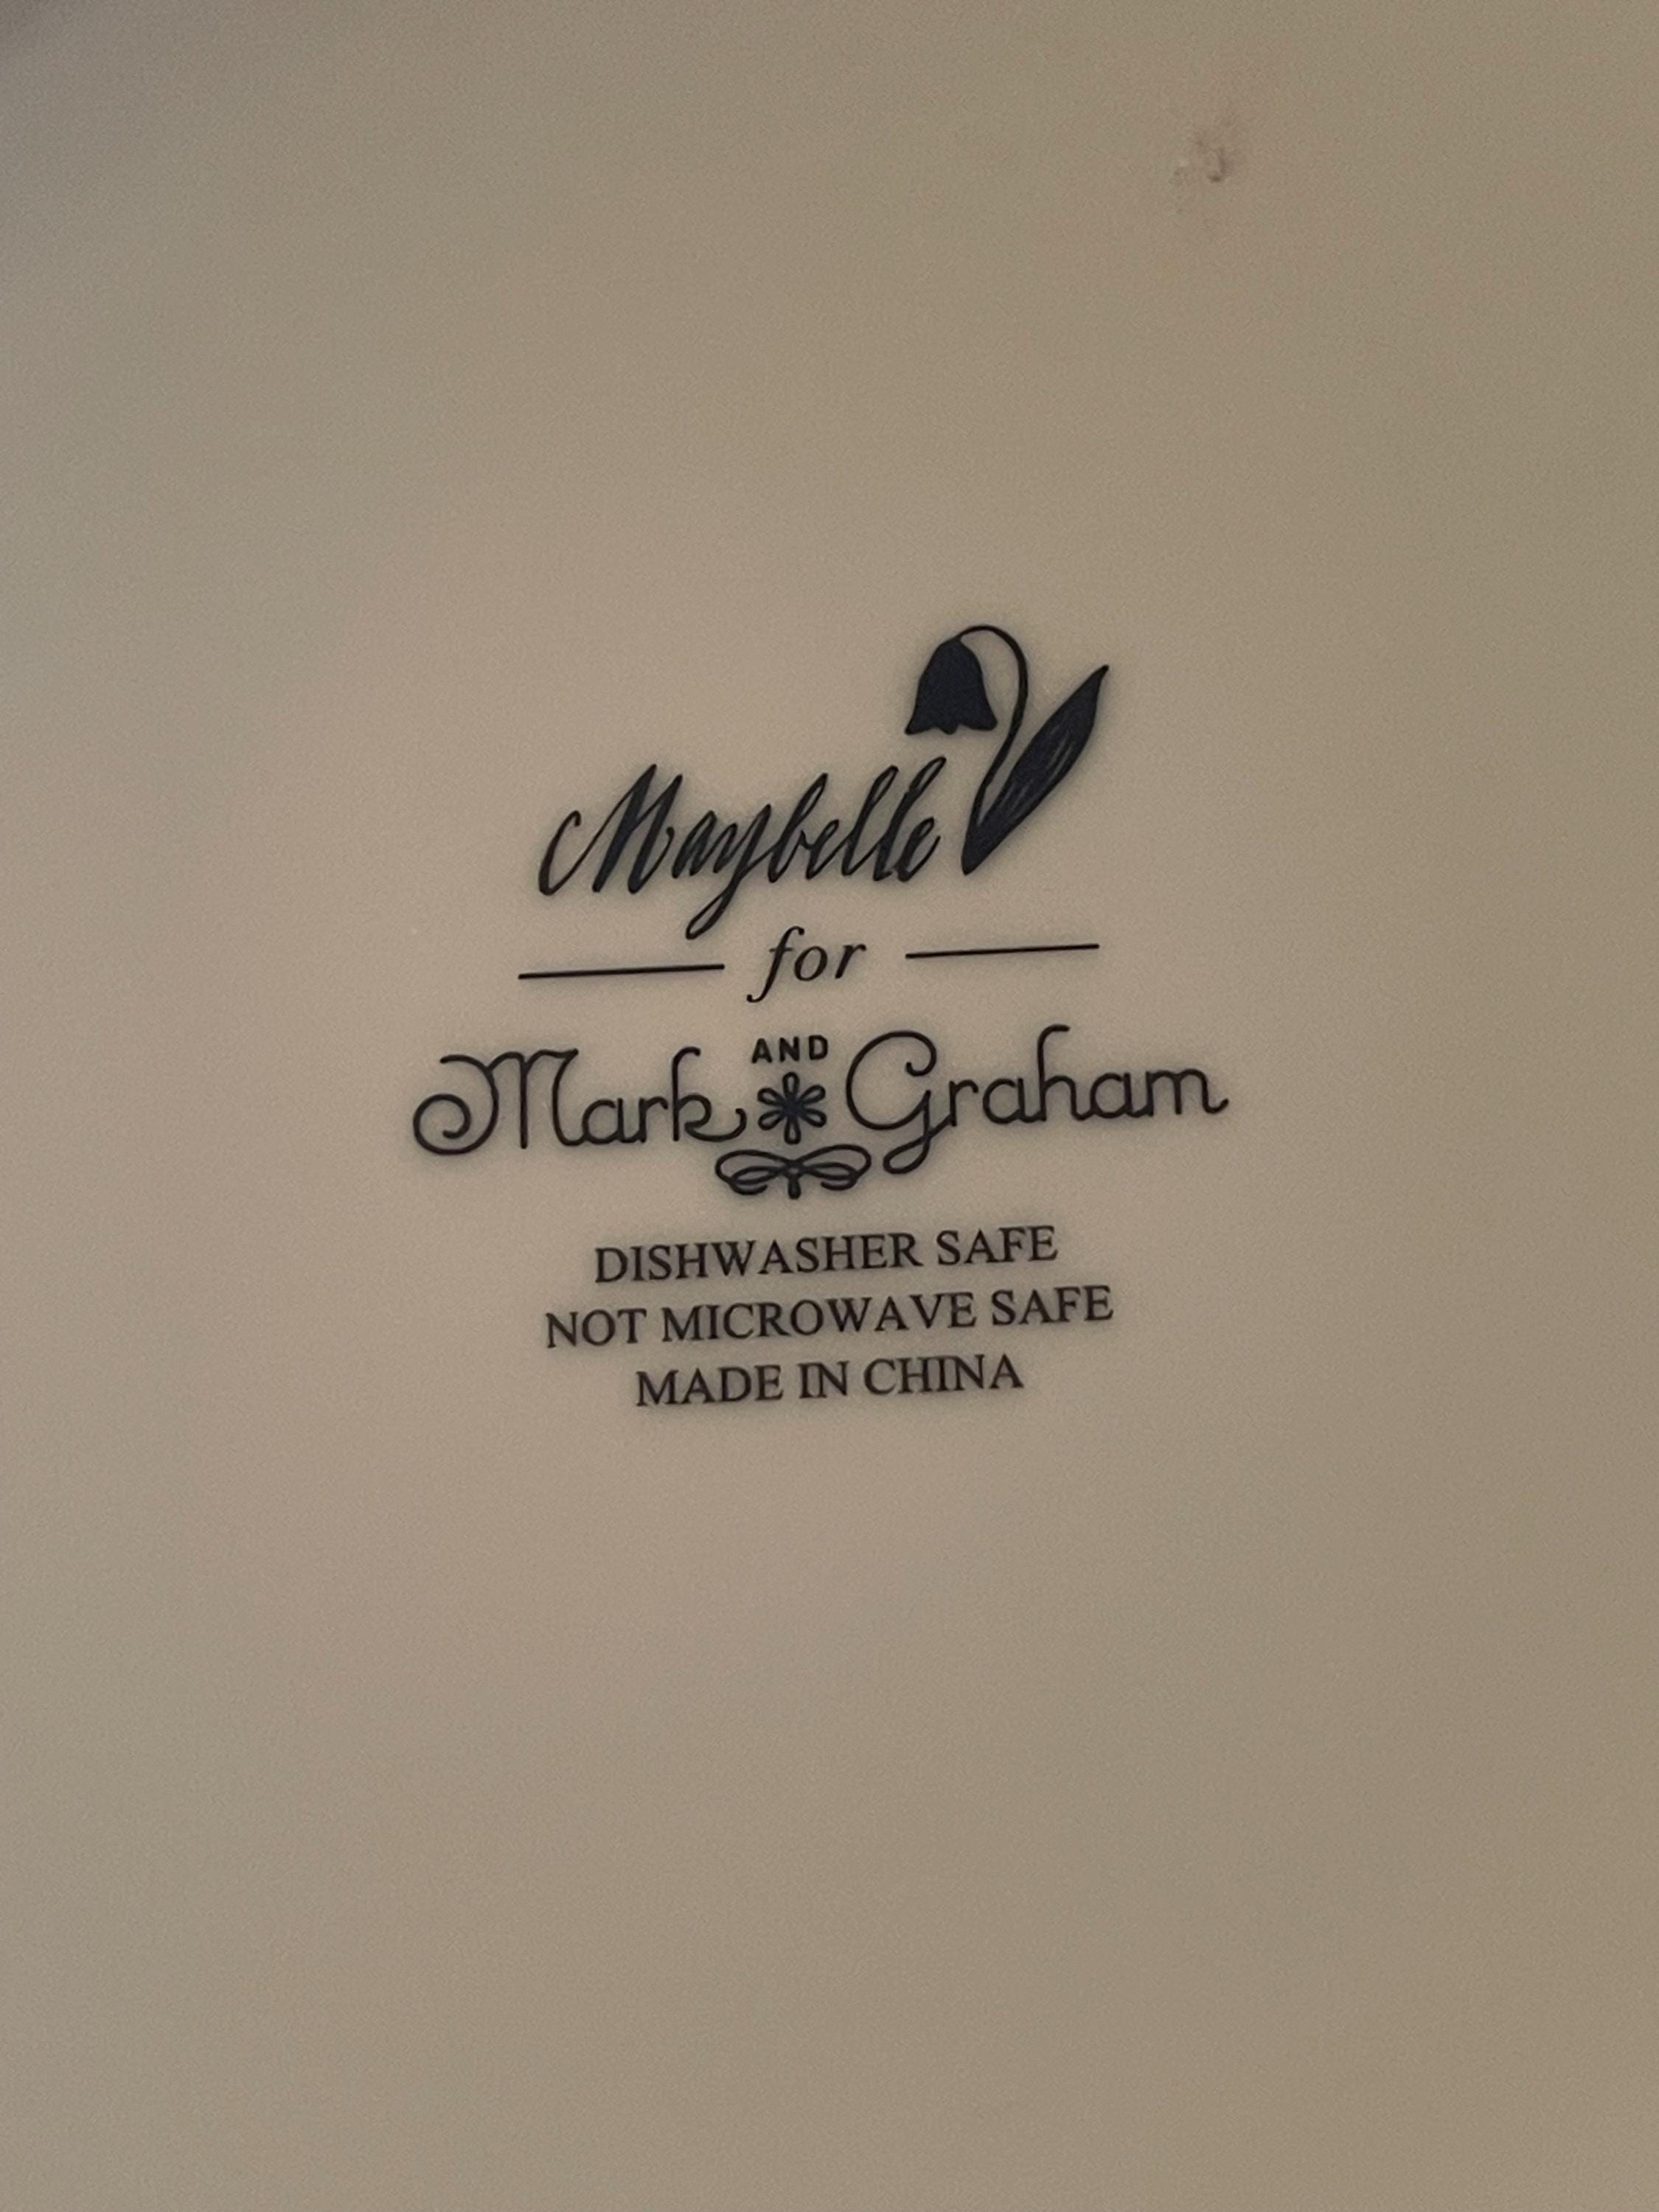 Maybelle
for
Mark AND Graham
DISHWASHER SAFE
NOT MICROWAVE SAFE
MADE IN CHINA